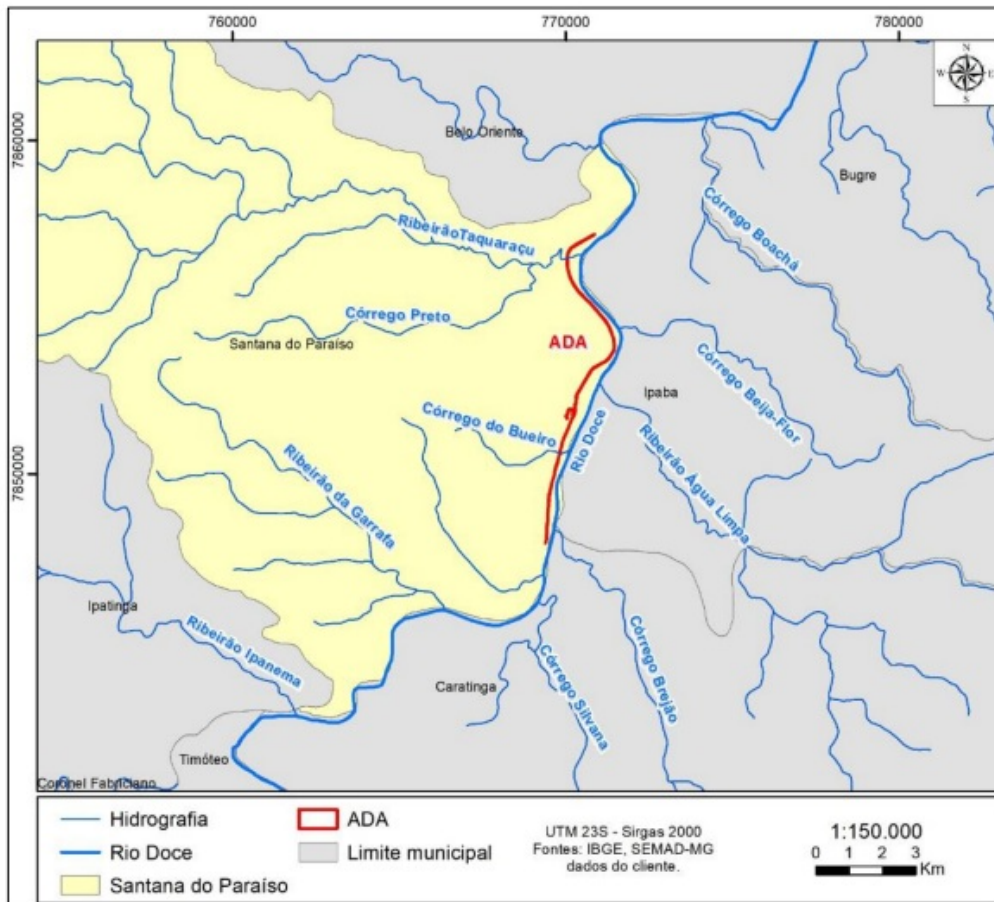 760000
770000
780000
N
W
E
S
7860000
Belo Oriente
Bugre
Córrego Boachá
RibeirãoTaquaraçu
Córrego Preto
Santana do Paraíso
ADA
Ipaba
Córrego Beija-Flor
Córrego do Bueiro
Rio Doce
Ribeirão Água Limpa
7850000
Ribeirão da Garrafa
Ipatinga
Ribeirão Ipanema
Caratinga
Córrego Silvana
Córrego Brejão
Timóteo
Coronel Fabriciano
Hidrografia
Rio Doce
Santana do Paraíso
ADA
Limite municipal
UTM 23S - Sirgas 2000
Fontes: IBGE, SEMAD-MG
dados do cliente.
1:150.000
0 1 2 3
Km